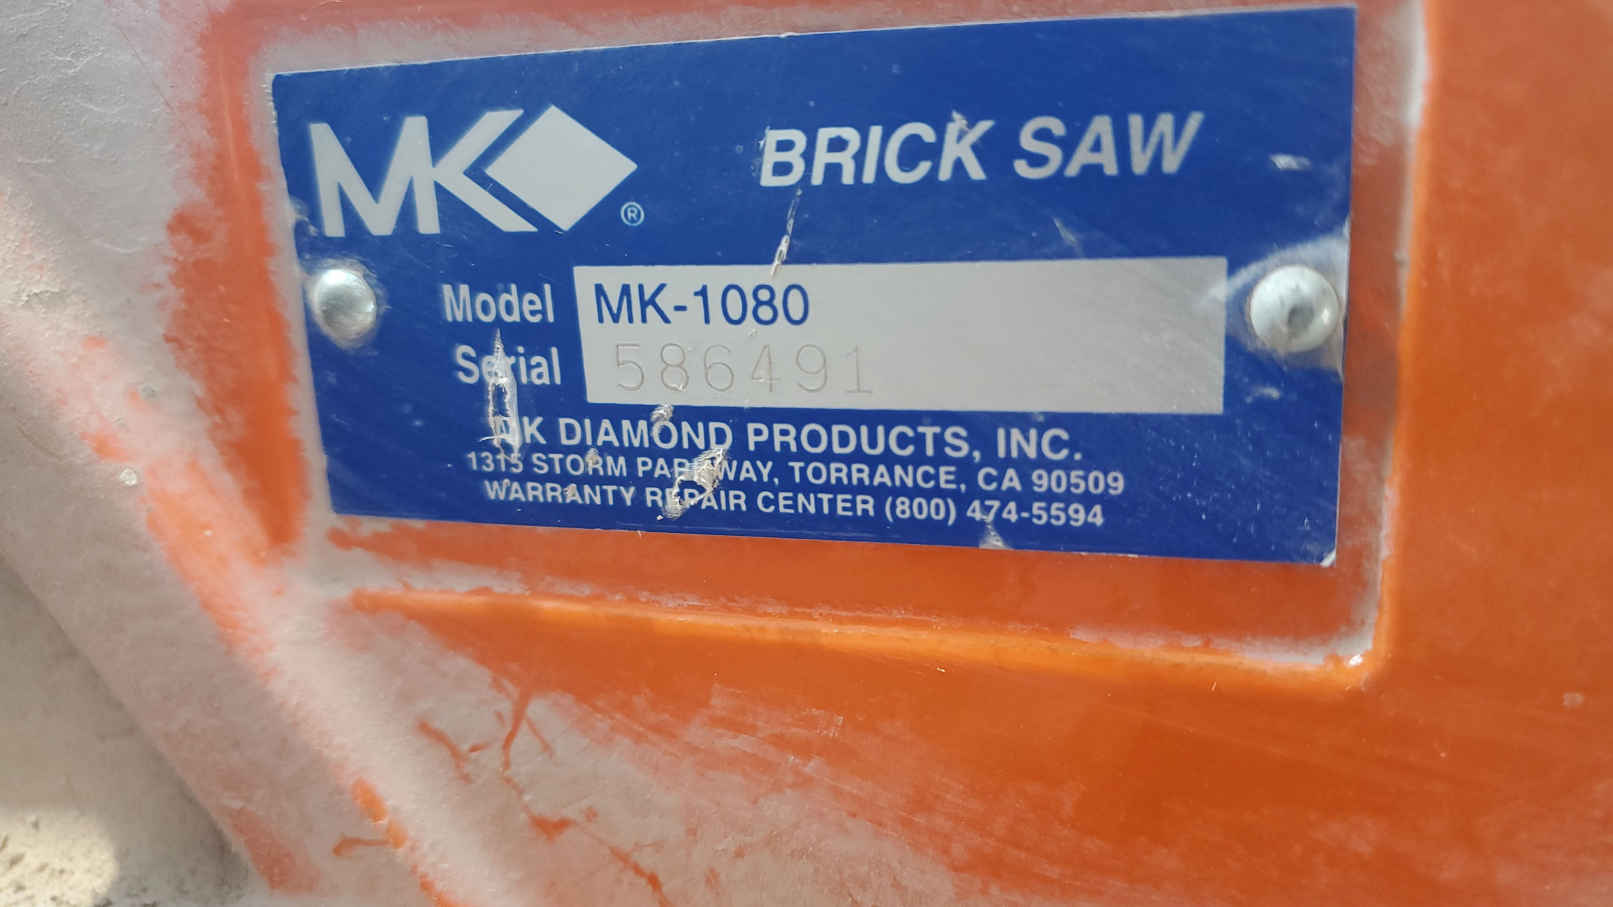 MK ® BRICK SAW
Model MK-1080
Serial 586491
MK DIAMOND PRODUCTS, INC.
1315 STORM PARKWAY, TORRANCE, CA 90509
WARRANTY REPAIR CENTER (800) 474-5594